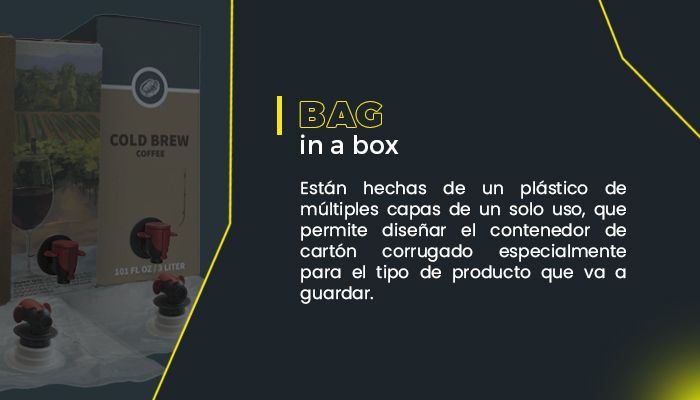 COLD BREW
COFFEE
101 FL OZ / 3 LITER
BAG
in a box
Están hechas de un plástico de
múltiples capas de un solo uso, que
permite diseñar el contenedor de
cartón corrugado especialmente
para el tipo de producto que va a
guardar.